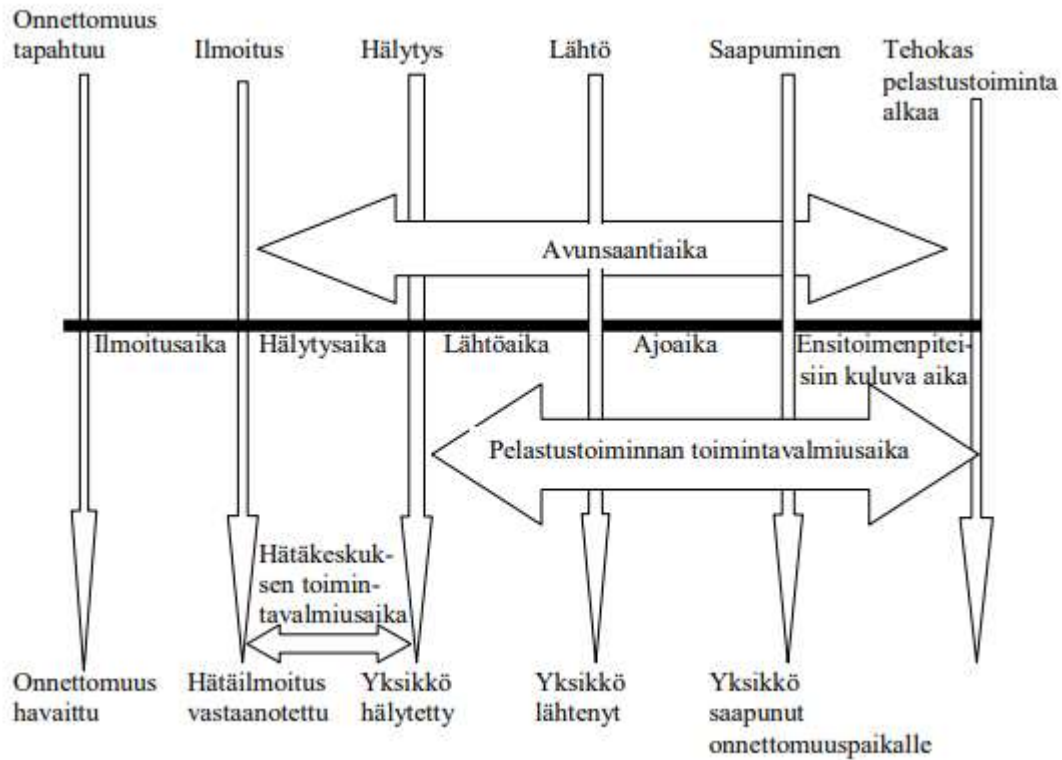 Onnettomuus
tapahtuu
Ilmoitus
Hälytys
Lähtö
Saapuminen
Tehokas
pelastustoiminta
alkaa
Avunsaantiaika
Ilmoitusaika
Hälytysaika
Lähtöaika
Ajoaika
Ensitoimenpitei-
siin kuluva aika
Pelastustoiminnan toimintavalmiusaika
Hätäkeskuk-
sen toimin-
tavalmiusaika
Onnettomuus
havaittu
Hätäilmoitus
vastaanotettu
Yksikkö
hälytetty
Yksikkö
lähtenyt
Yksikkö
saapunut
onnettomuuspaikalle